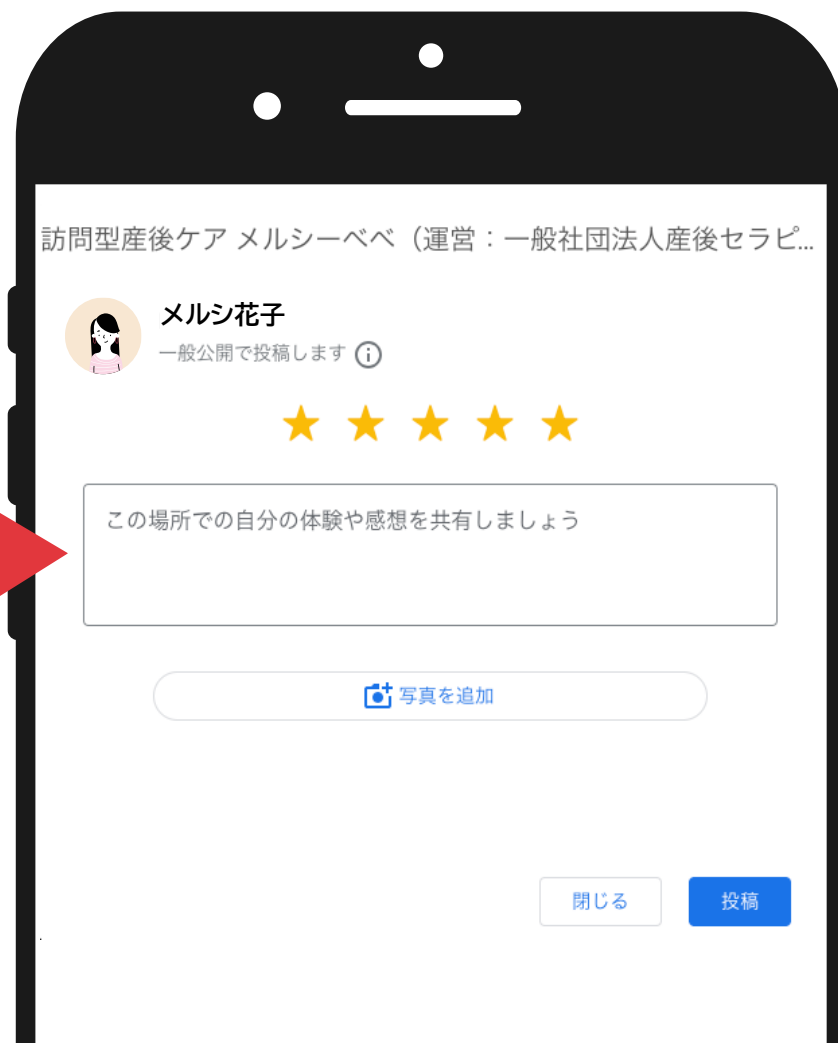 訪問型産後ケア メルシーベベ（運営：一般社団法人産後セラピ...
メルシ花子
一般公開で投稿します
この場所での自分の体験や感想を共有しましょう
写真を追加
閉じる
投稿